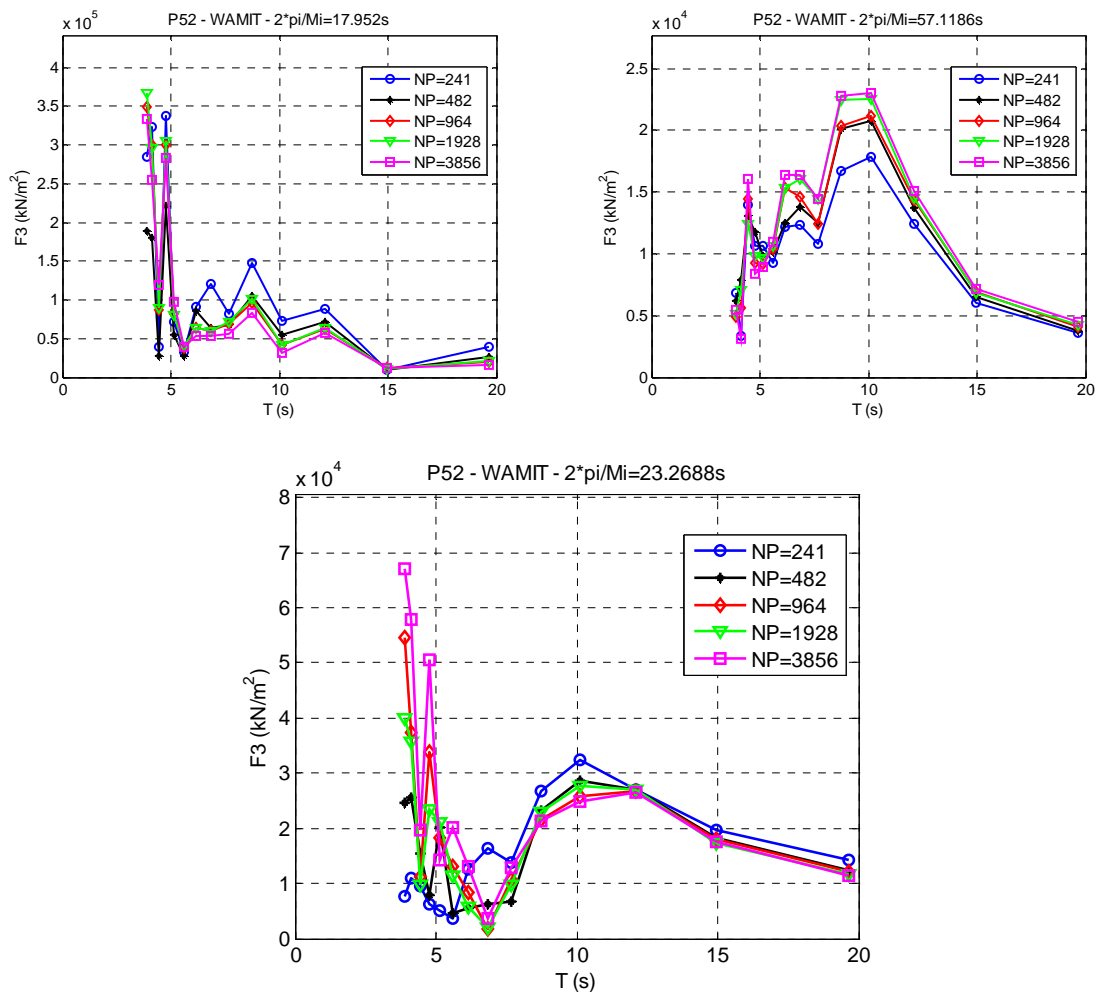 P52 - WAMIT - 2*pi/Mi=17.952s
x 10^5
4
3.5
3
2.5
2
1.5
1
0.5
0
0
5
10
15
20
F3 (kN/m^2)
T (s)
NP=241
NP=482
NP=964
NP=1928
NP=3856
P52 - WAMIT - 2*pi/Mi=57.1186s
x 10^4
2.5
2
1.5
1
0.5
0
0
5
10
15
20
F3 (kN/m^2)
T (s)
NP=241
NP=482
NP=964
NP=1928
NP=3856
P52 - WAMIT - 2*pi/Mi=23.2688s
x 10^4
8
7
6
5
4
3
2
1
0
0
5
10
15
20
F3 (kN/m^2)
T (s)
NP=241
NP=482
NP=964
NP=1928
NP=3856